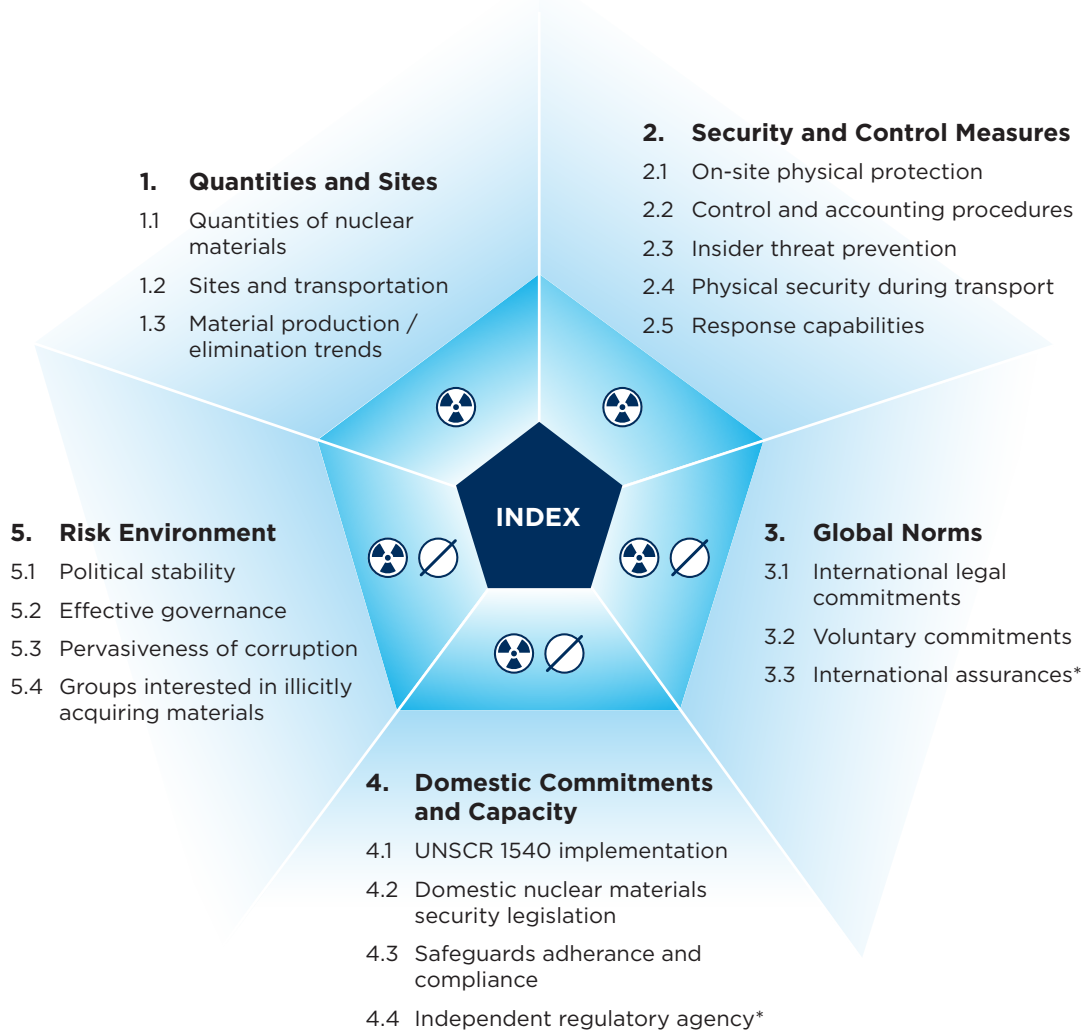 1. Quantities and Sites
1.1 Quantities of nuclear
materials
1.2 Sites and transportation
1.3 Material production /
elimination trends
2. Security and Control Measures
2.1 On-site physical protection
2.2 Control and accounting procedures
2.3 Insider threat prevention
2.4 Physical security during transport
2.5 Response capabilities
INDEX
5. Risk Environment
5.1 Political stability
5.2 Effective governance
5.3 Pervasiveness of corruption
5.4 Groups interested in illicitly
acquiring materials
3. Global Norms
3.1 International legal
commitments
3.2 Voluntary commitments
3.3 International assurances*
4. Domestic Commitments
and Capacity
4.1 UNSCR 1540 implementation
4.2 Domestic nuclear materials
security legislation
4.3 Safeguards adherance and
compliance
4.4 Independent regulatory agency*